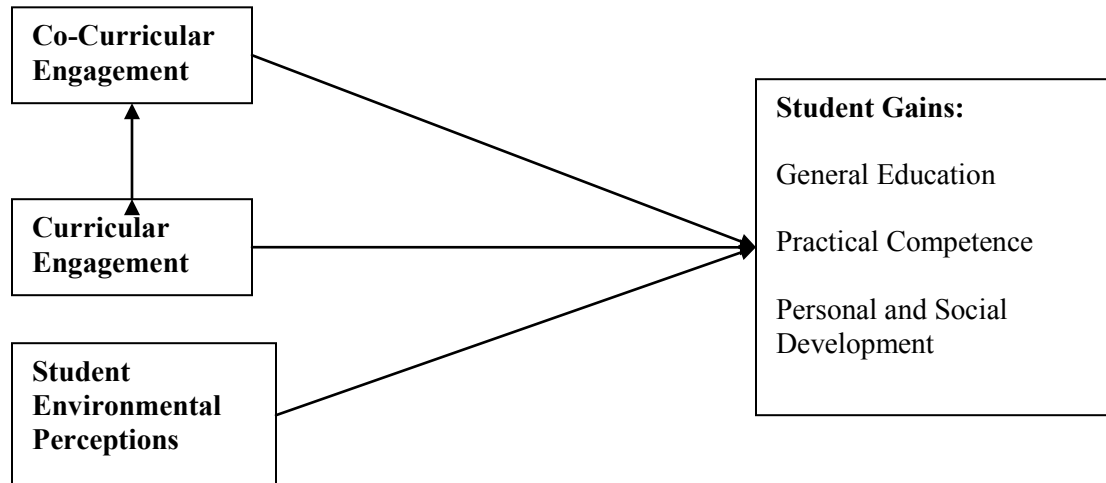 Co-Curricular
Engagement
Curricular
Engagement
Student
Environmental
Perceptions
Student Gains:
General Education
Practical Competence
Personal and Social
Development